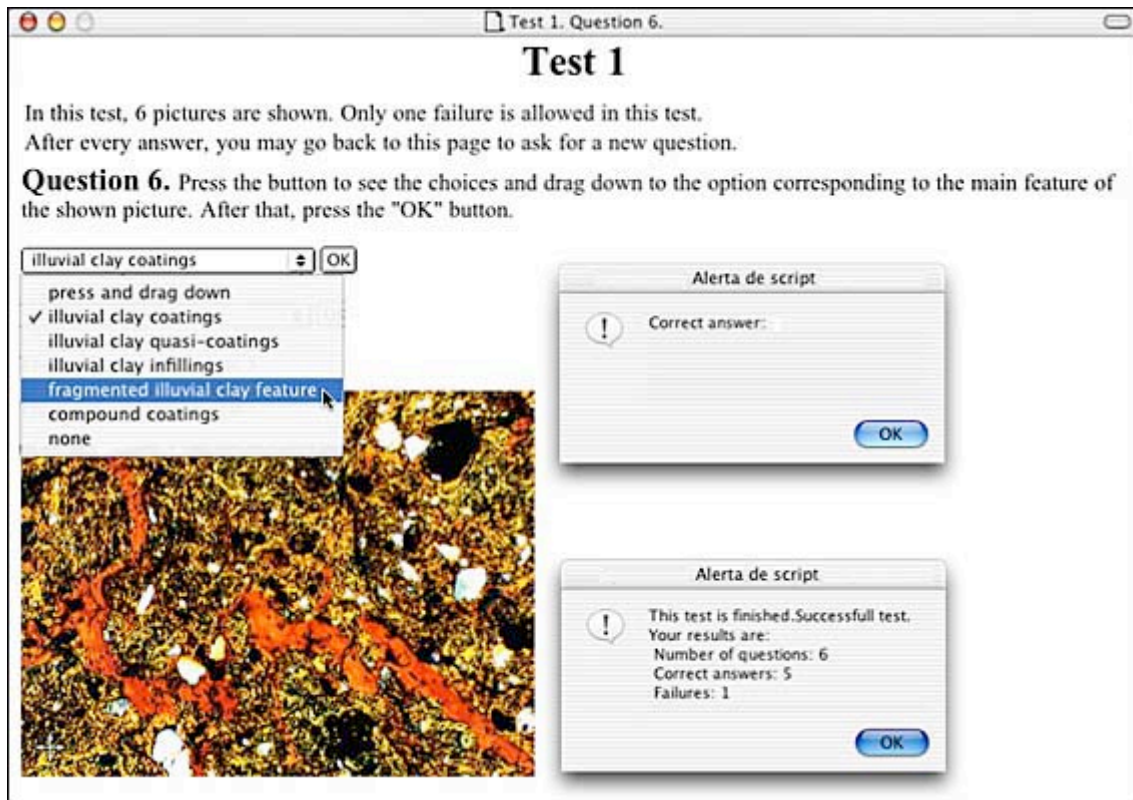 Test 1. Question 6.
Test 1
In this test, 6 pictures are shown. Only one failure is allowed in this test.
After every answer, you may go back to this page to ask for a new question.
Question 6. Press the button to see the choices and drag down to the option corresponding to the main feature of
the shown picture. After that, press the "OK" button.
illuvial clay coatings
OK
press and drag down
✓ illuvial clay coatings
illuvial clay quasi-coatings
illuvial clay infillings
fragmented illuvial clay feature
compound coatings
none
Alerta de script
Correct answer:
OK
Alerta de script
This test is finished.Successfull test.
Your results are:
Number of questions: 6
Correct answers: 5
Failures: 1
OK